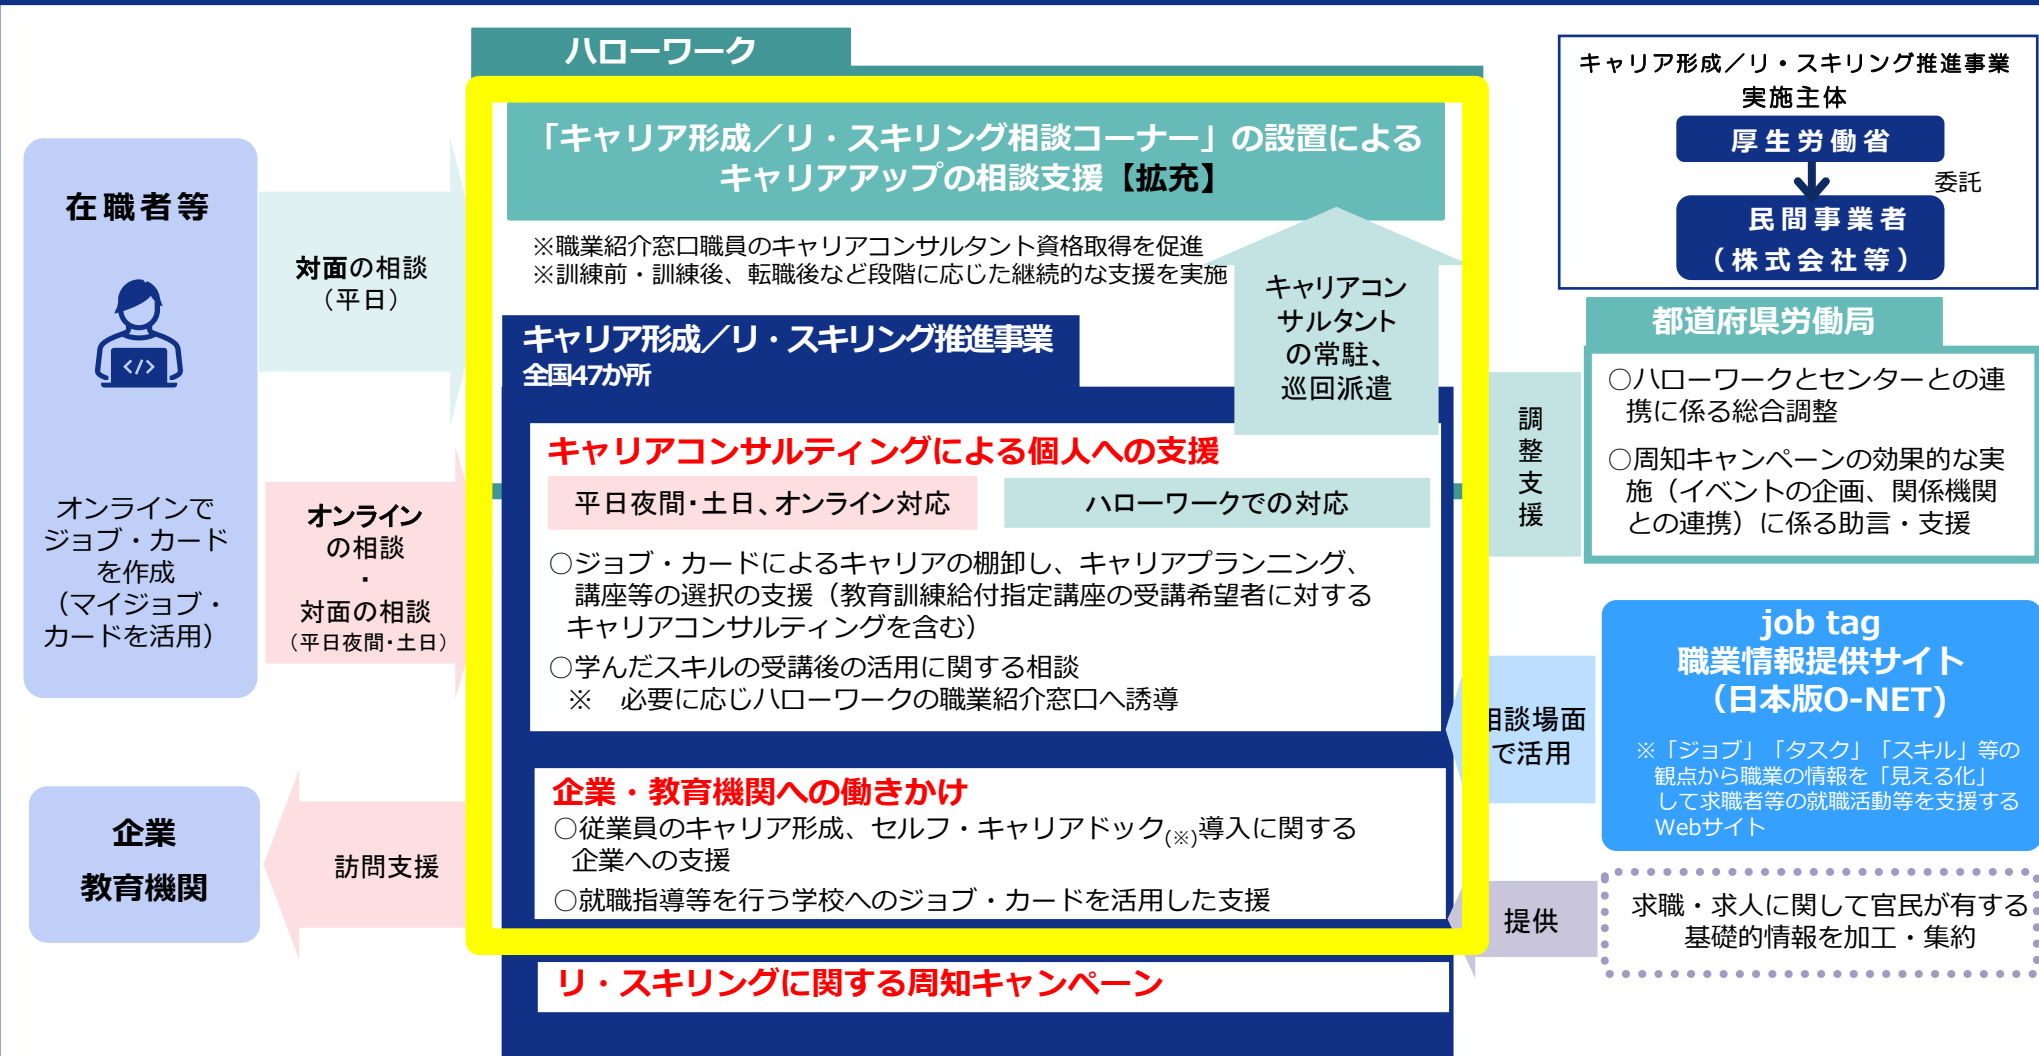 ハローワーク
「キャリア形成／リ・スキリング相談コーナー」の設置による
キャリアアップの相談支援【拡充】
※職業紹介窓口職員のキャリアコンサルタント資格取得を促進
※訓練前・訓練後、転職後など段階に応じた継続的な支援を実施
キャリアコン
サルタント
の常駐、
巡回派遣
在職者等
</>
オンラインで
ジョブ・カード
を作成
（マイジョブ・
カードを活用）
対面の相談
（平日）
オンライン
の相談
・
対面の相談
（平日夜間・土日）
キャリア形成／リ・スキリング推進事業
全国47か所
キャリアコンサルティングによる個人への支援
平日夜間・土日、オンライン対応
ハローワークでの対応
○ジョブ・カードによるキャリアの棚卸し、キャリアプランニング、
講座等の選択の支援（教育訓練給付指定講座の受講希望者に対する
キャリアコンサルティングを含む）
○学んだスキルの受講後の活用に関する相談
※　必要に応じハローワークの職業紹介窓口へ誘導
企業・教育機関への働きかけ
○従業員のキャリア形成、セルフ・キャリアドック(※)導入に関する
企業への支援
○就職指導等を行う学校へのジョブ・カードを活用した支援
リ・スキリングに関する周知キャンペーン
企業
教育機関
訪問支援
キャリア形成／リ・スキリング推進事業
実施主体
厚生労働省
委託
民間事業者
（株式会社等）
都道府県労働局
○ハローワークとセンターとの連
携に係る総合調整
○周知キャンペーンの効果的な実
施（イベントの企画、関係機関
との連携）に係る助言・支援
調
整
支
援
job tag
職業情報提供サイト
（日本版O-NET)
※「ジョブ」「タスク」「スキル」等の
観点から職業の情報を「見える化」
して求職者等の就職活動等を支援する
Webサイト
相談場面
で活用
提供
求職・求人に関して官民が有する
基礎的情報を加工・集約